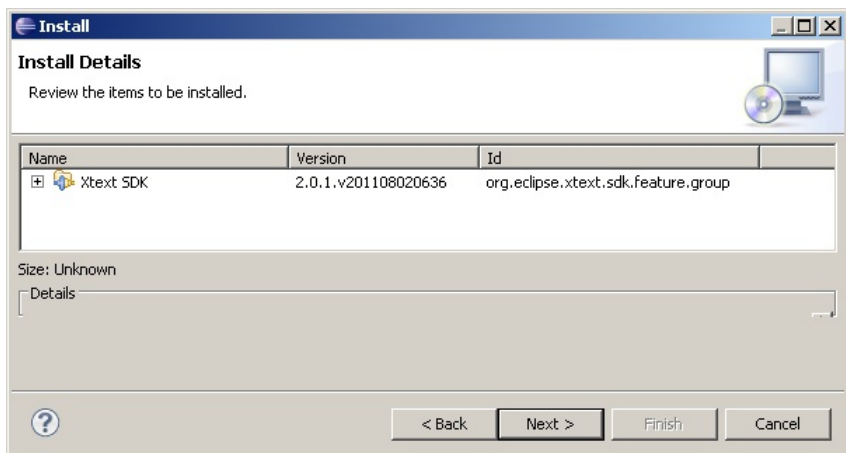 Install
Install Details
Review the items to be installed.
Name Version Id
Xtext SDK 2.0.1.v201108020636 org.eclipse.xtext.sdk.feature.group
Size: Unknown
Details
< Back Next > Finish Cancel